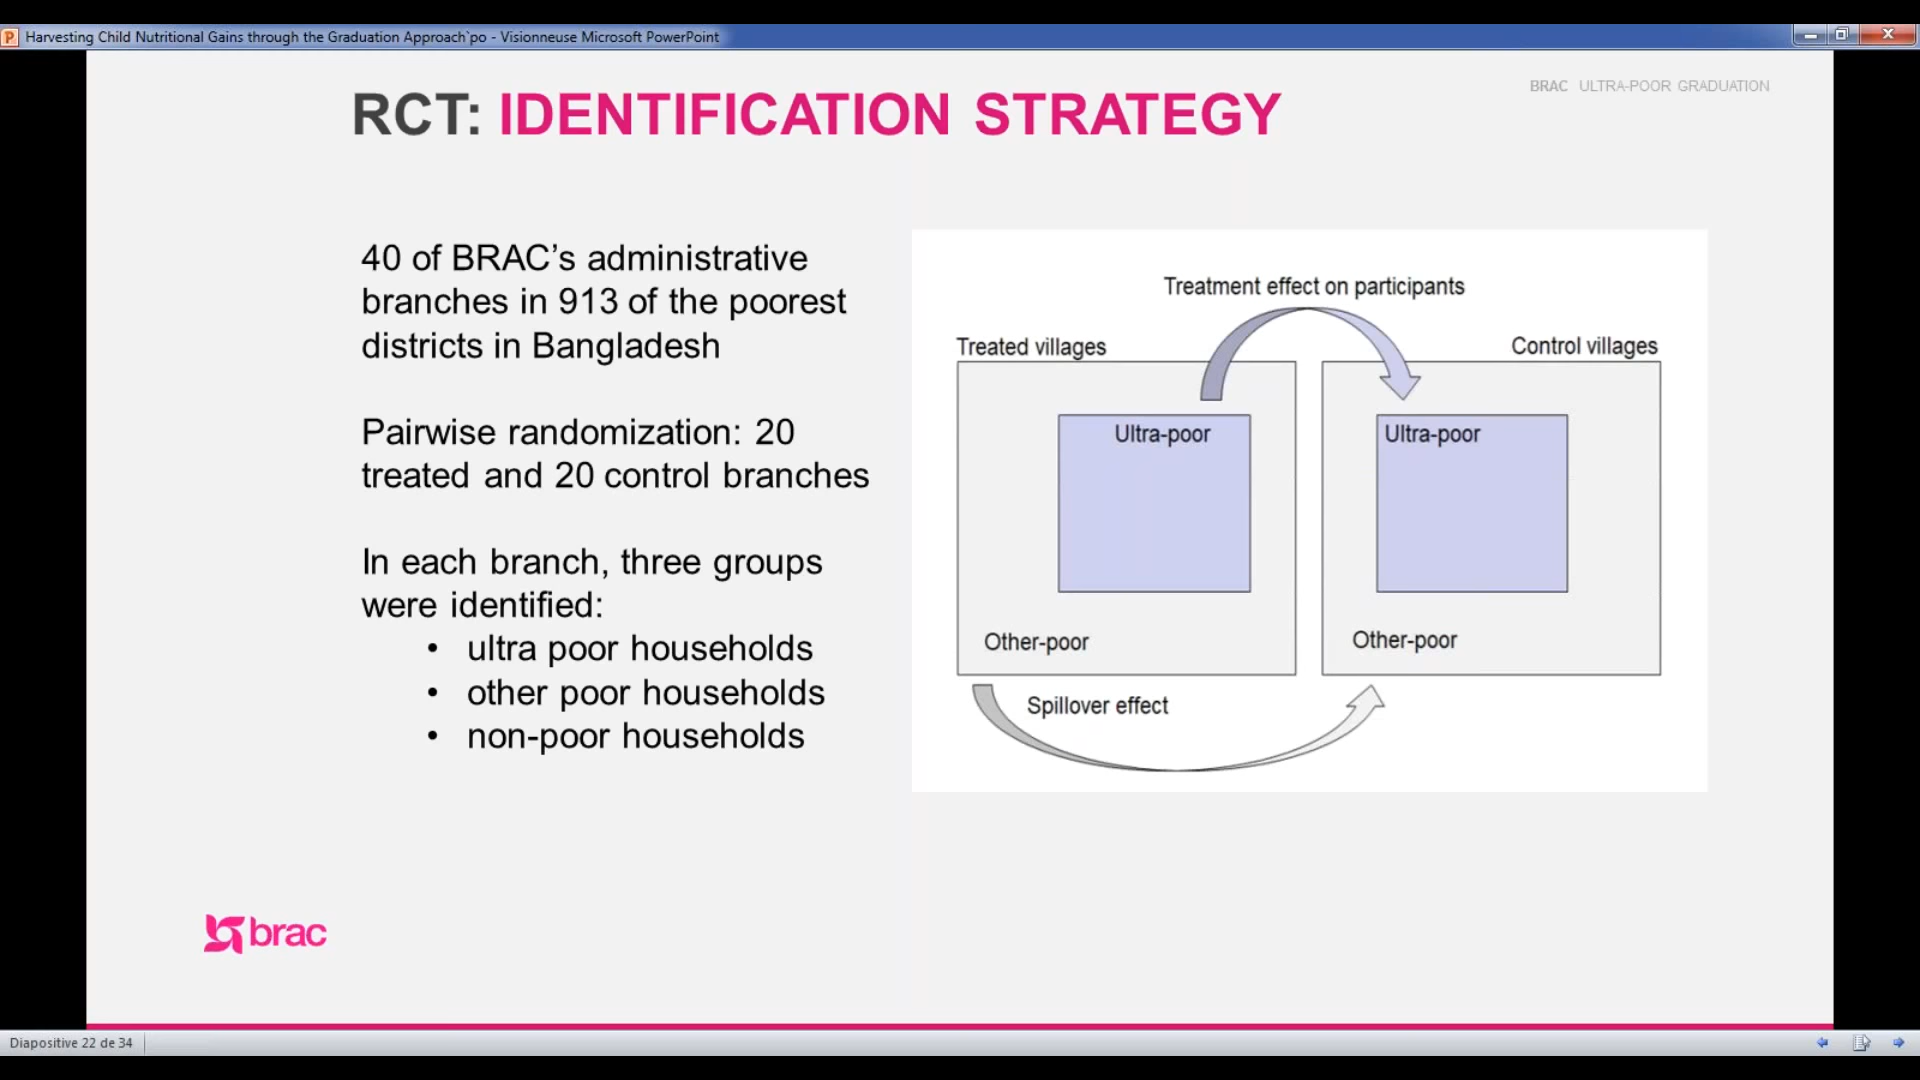 Harvesting Child Nutritional Gains through the Graduation Approach`po - Visionneuse Microsoft PowerPoint
BRAC ULTRA-POOR GRADUATION
RCT: IDENTIFICATION STRATEGY
40 of BRAC’s administrative
branches in 913 of the poorest
districts in Bangladesh
Pairwise randomization: 20
treated and 20 control branches
In each branch, three groups
were identified:
• ultra poor households
• other poor households
• non-poor households
Treatment effect on participants
Treated villages
Control villages
Ultra-poor
Ultra-poor
Other-poor
Other-poor
Spillover effect
brac
Diapositive 22 de 34